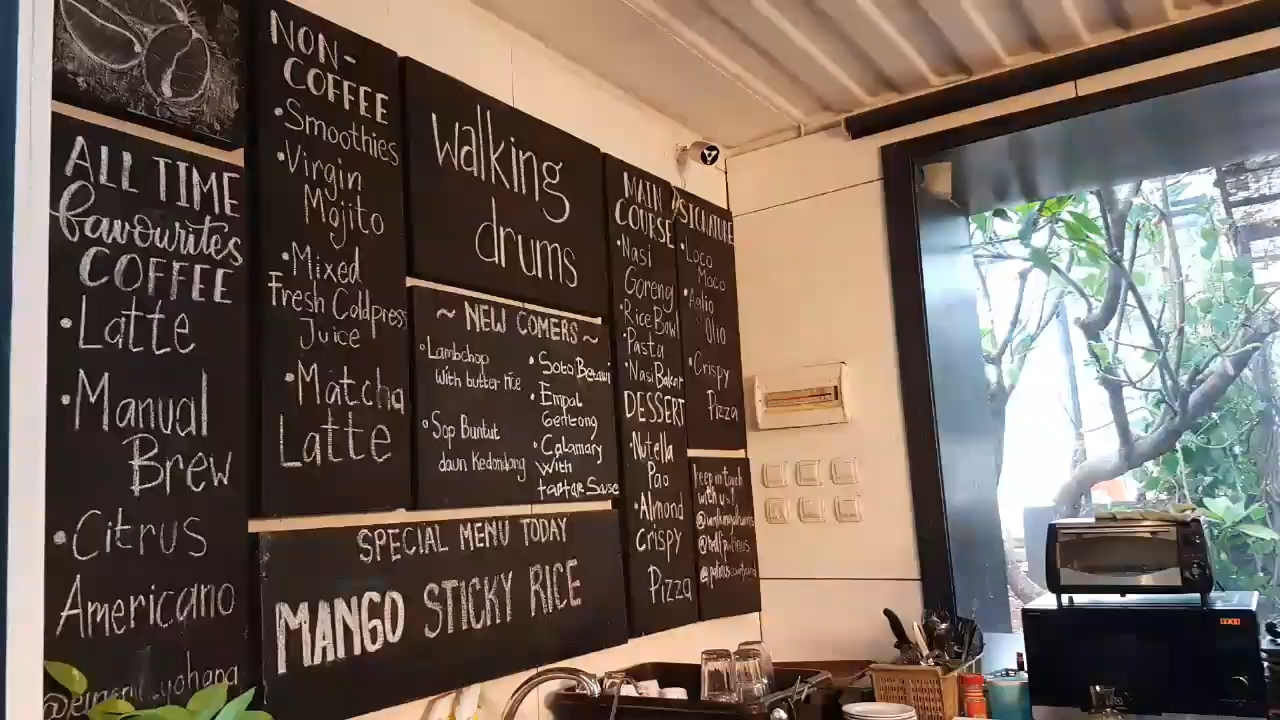 ALL TIME
favourites
COFFEE
• Latte
• Manual
Brew
• Citrus
Americano
NON-
COFFEE
• Smoothies
• Virgin
Mojito
• Mixed
Fresh Coldpress
Juice
• Matcha
Latte
walking
drums
~ NEW COMERS ~
• Lambchop
with butter rice
• Sop Buntut
daun Kedondong
• Soto Betawi
• Empal
Genteong
• Calamary
with
tartar Sause
SPECIAL MENU TODAY
MANGO STICKY RICE
MAIN
COURSE
• Nasi
Goreng
• Rice Bowl
• Pasta
• Nasi Bakar
DESSERT
• Nutella
Pao
• Almond
Crispy
Pizza
SIGNATURE
• Loco
Moco
• Aglio
Olio
• Crispy
Pizza
keep in touch
with us!
@walkingdrums